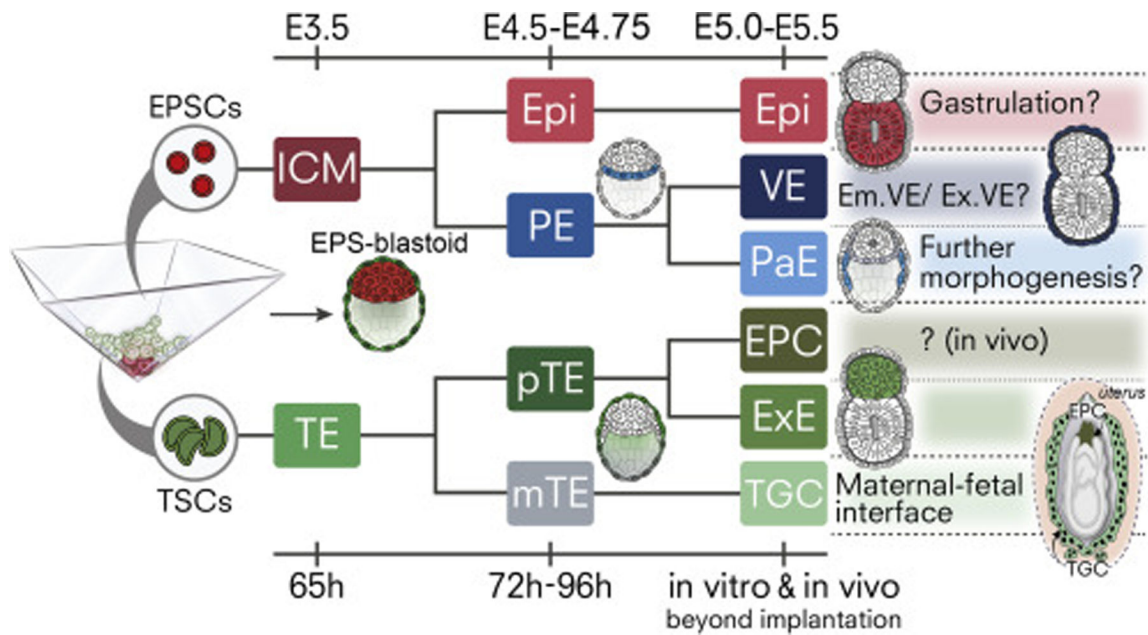 E3.5
E4.5-E4.75
E5.0-E5.5
EPSCs
ICM
Epi
Epi
Gastrulation?
PE
VE
Em.VE/ Ex.VE?
EPS-blastoid
PaE
Further
morphogenesis?
EPC
? (in vivo)
pTE
TE
ExE
uterus
EPC
TSCs
mTE
TGC
Maternal-fetal
interface
TGC
65h
72h-96h
in vitro & in vivo
beyond implantation